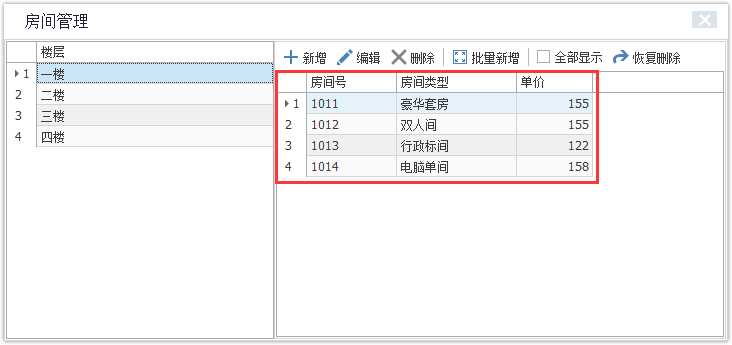 房间管理
楼层
1 一楼
2 二楼
3 三楼
4 四楼
新增 编辑 删除 批量新增 全部显示 恢复删除
房间号 房间类型 单价
1 1011 豪华套房 155
2 1012 双人间 155
3 1013 行政标间 122
4 1014 电脑单间 158